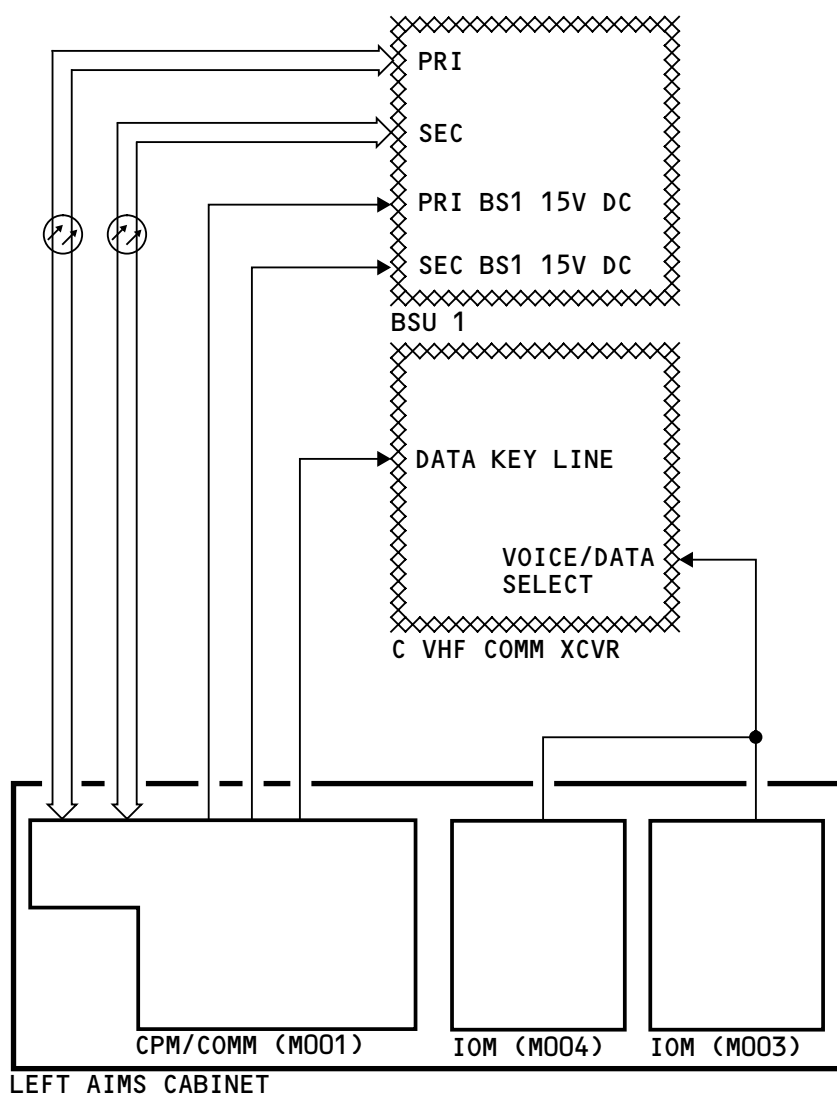 PRI
SEC
PRI BS1 15V DC
SEC BS1 15V DC
BSU 1
DATA KEY LINE
VOICE/DATA
SELECT
C VHF COMM XCVR
CPM/COMM (M001)
IOM (M004)
IOM (M003)
LEFT AIMS CABINET